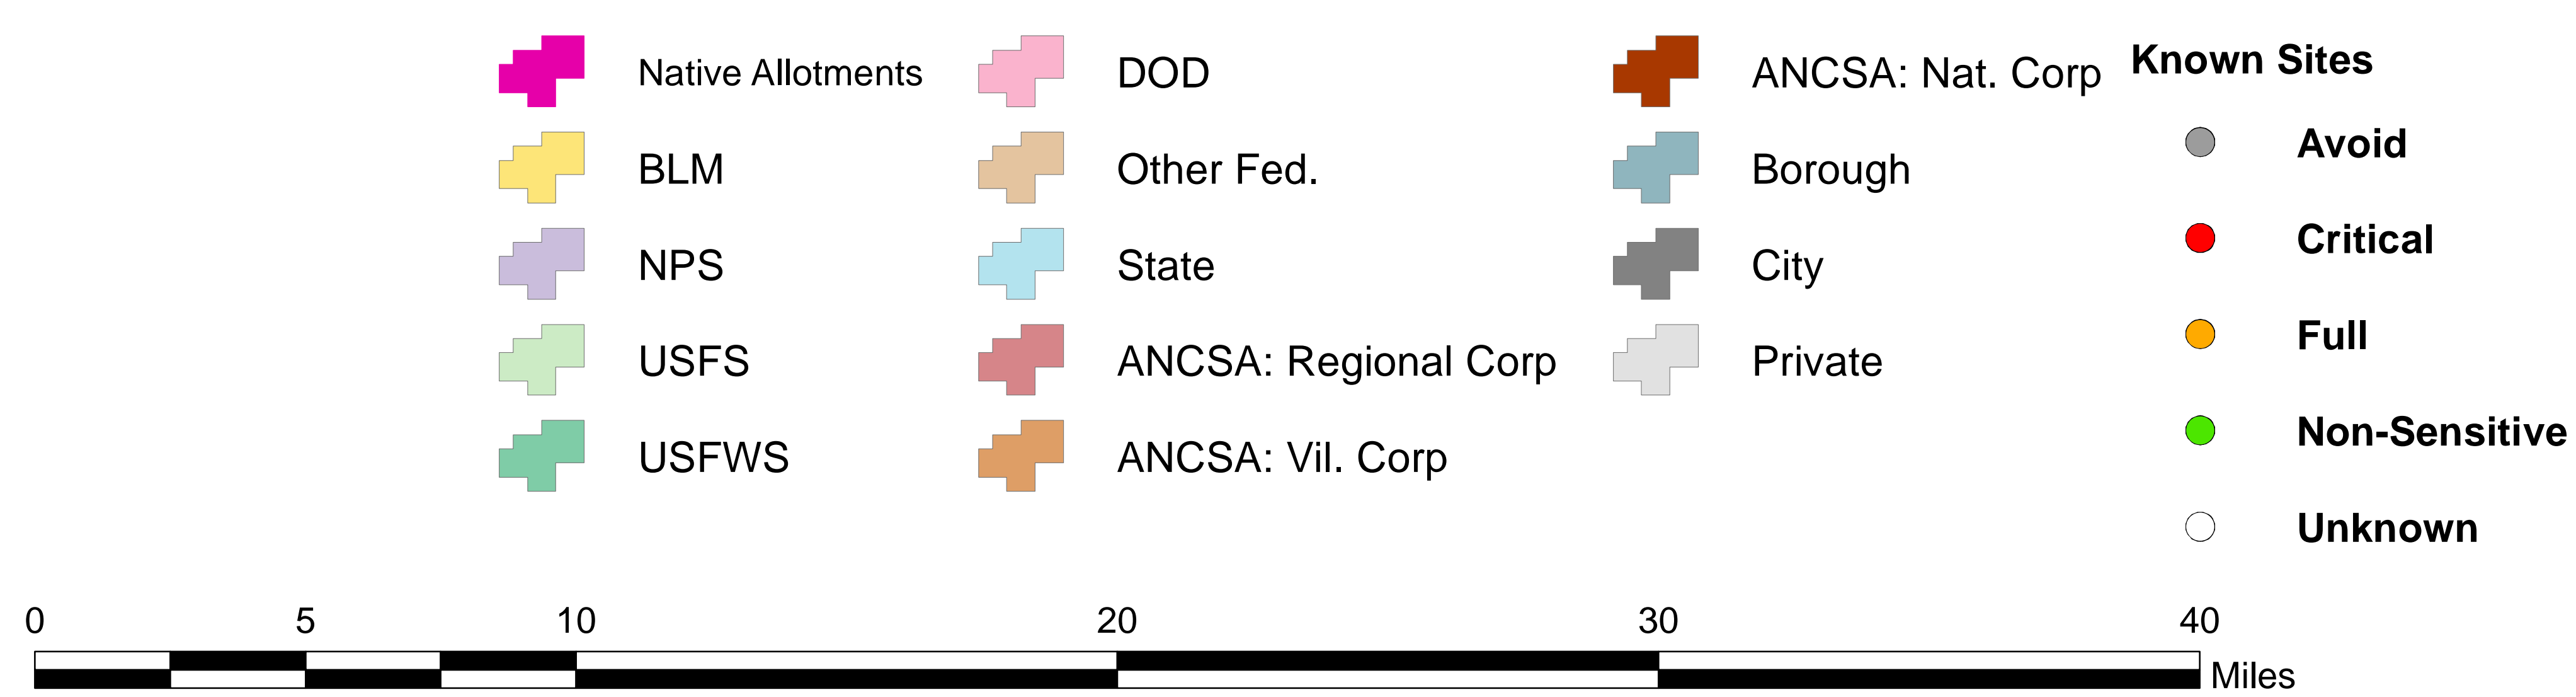 Native Allotments
BLM
NPS
USFS
USFWS
DOD
Other Fed.
State
ANCSA: Regional Corp
ANCSA: Vil. Corp
ANCSA: Nat. Corp
Borough
City
Private
Known Sites
Avoid
Critical
Full
Non-Sensitive
Unknown
0 5 10 20 30 40
Miles